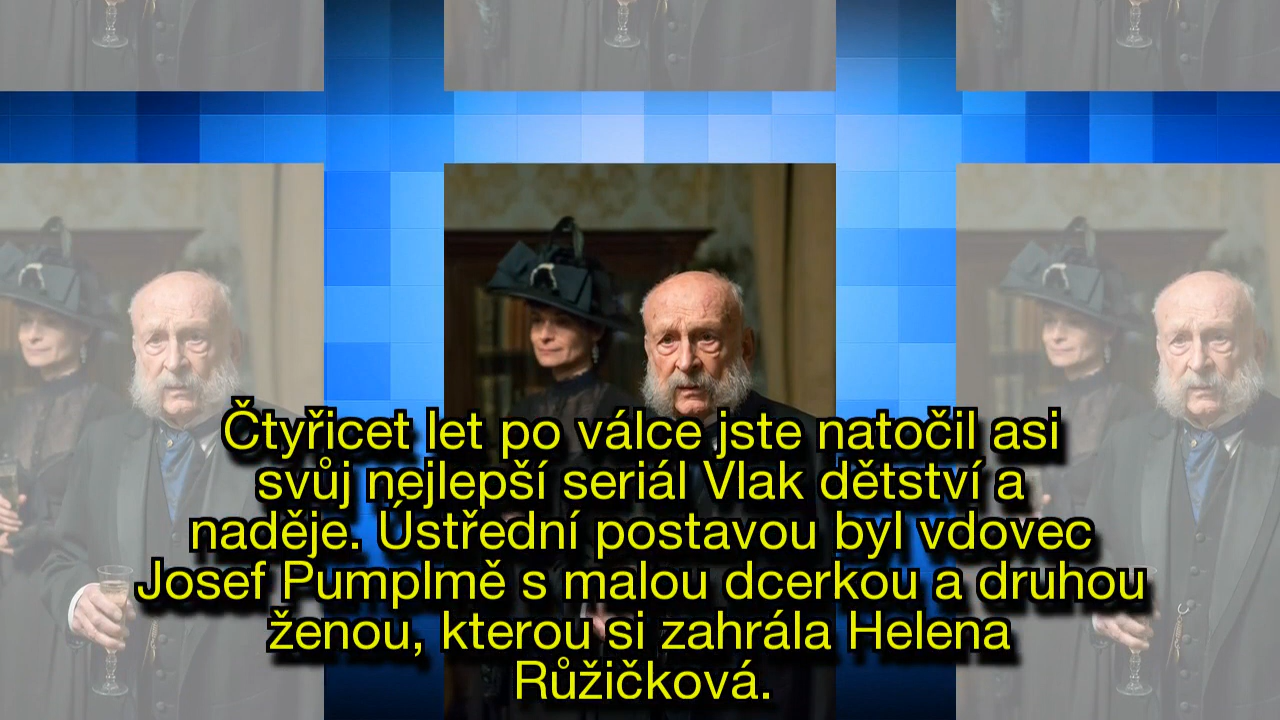 Čtyřicet let po válce jste natočil asi
svůj nejlepší seriál Vlak dětství a
naděje. Ústřední postavou byl vdovec
Josef Pumplmě s malou dcerkou a druhou
ženou, kterou si zahrála Helena
Růžičková.